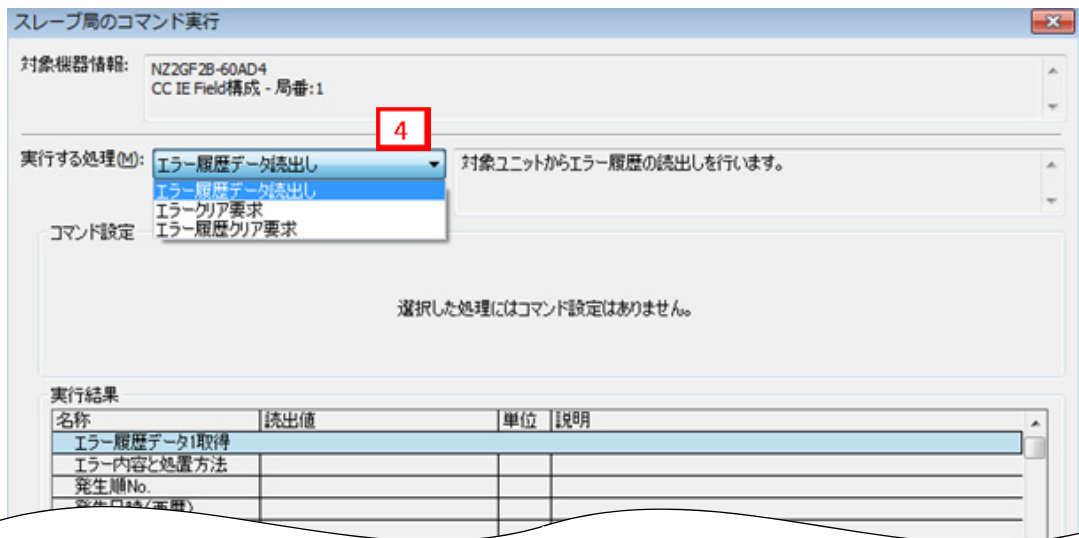 スレーブ局のコマンド実行
対象機器情報:
NZ2GF2B-60AD4
CC IE Field構成 - 局番:1
4
実行する処理(M):
エラー履歴データ読出し
対象ユニットからエラー履歴の読出しを行います。
エラー履歴データ読出し
エラークリア要求
エラー履歴クリア要求
コマンド設定
選択した処理にはコマンド設定はありません。
実行結果
名称 読出値 単位 説明
エラー履歴データ1取得
エラー内容と処置方法
発生順No.
発生日時(西暦)